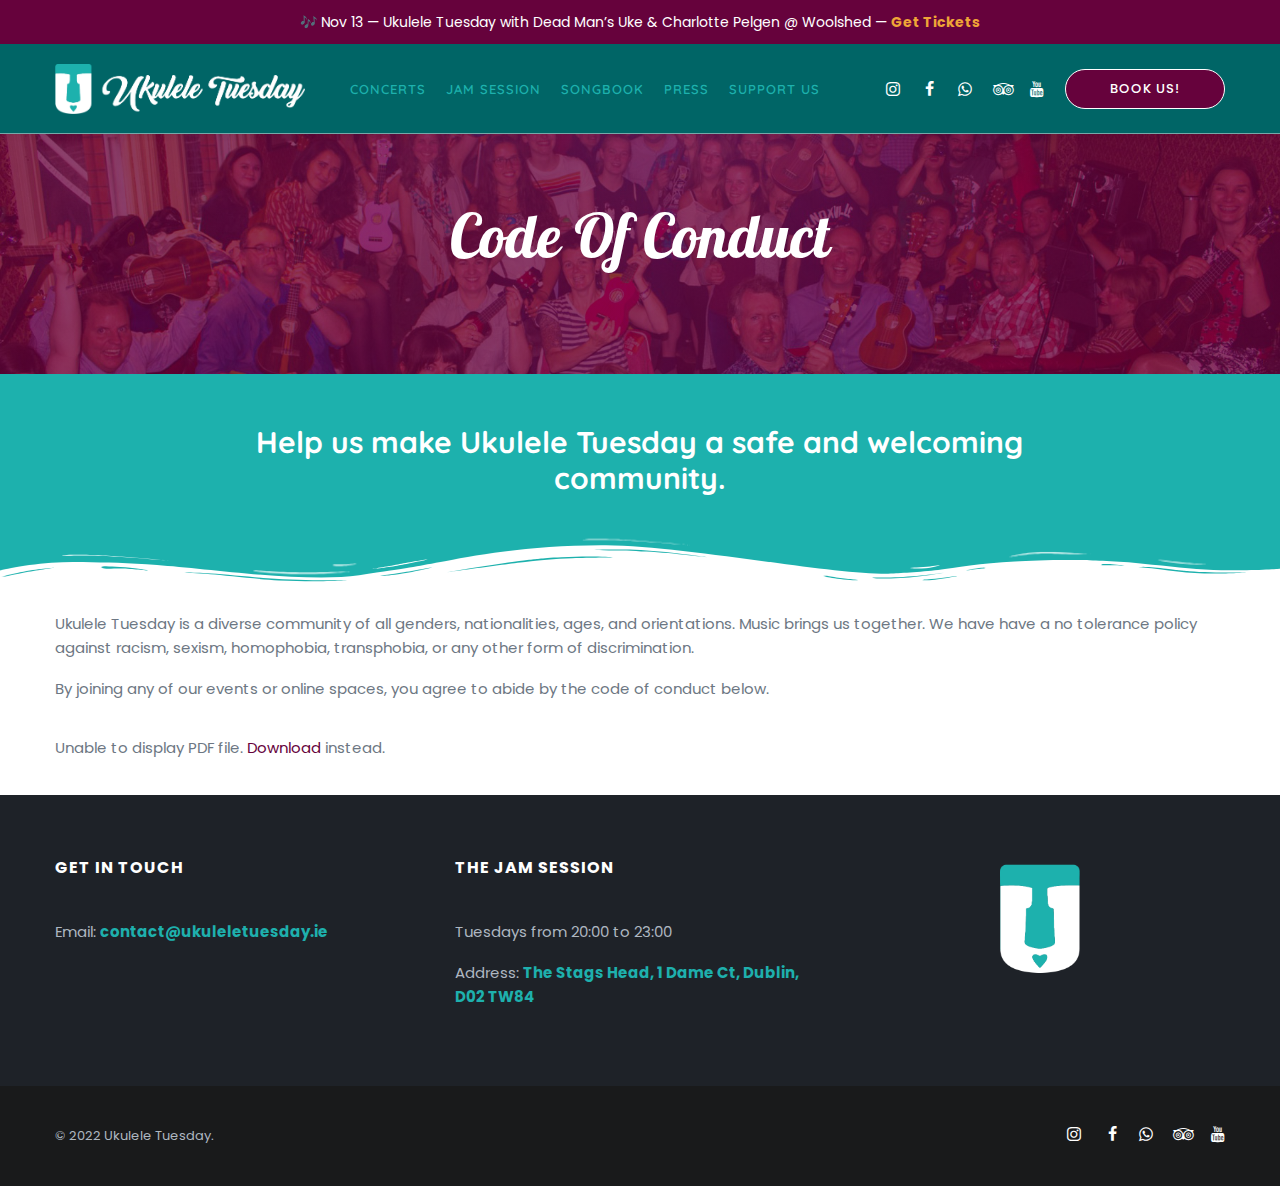 🎶 Nov 13 — Ukulele Tuesday with Dead Man’s Uke & Charlotte Pelgen @ Woolshed — Get Tickets
Ukulele Tuesday
CONCERTS JAM SESSION SONGBOOK PRESS SUPPORT US
BOOK US!
Code Of Conduct
Help us make Ukulele Tuesday a safe and welcoming
community.
Ukulele Tuesday is a diverse community of all genders, nationalities, ages, and orientations. Music brings us together. We have have a no tolerance policy
against racism, sexism, homophobia, transphobia, or any other form of discrimination.
By joining any of our events or online spaces, you agree to abide by the code of conduct below.
Unable to display PDF file. Download instead.
GET IN TOUCH
Email: contact@ukuleletuesday.ie
THE JAM SESSION
Tuesdays from 20:00 to 23:00
Address: The Stags Head, 1 Dame Ct, Dublin,
D02 TW84
© 2022 Ukulele Tuesday.